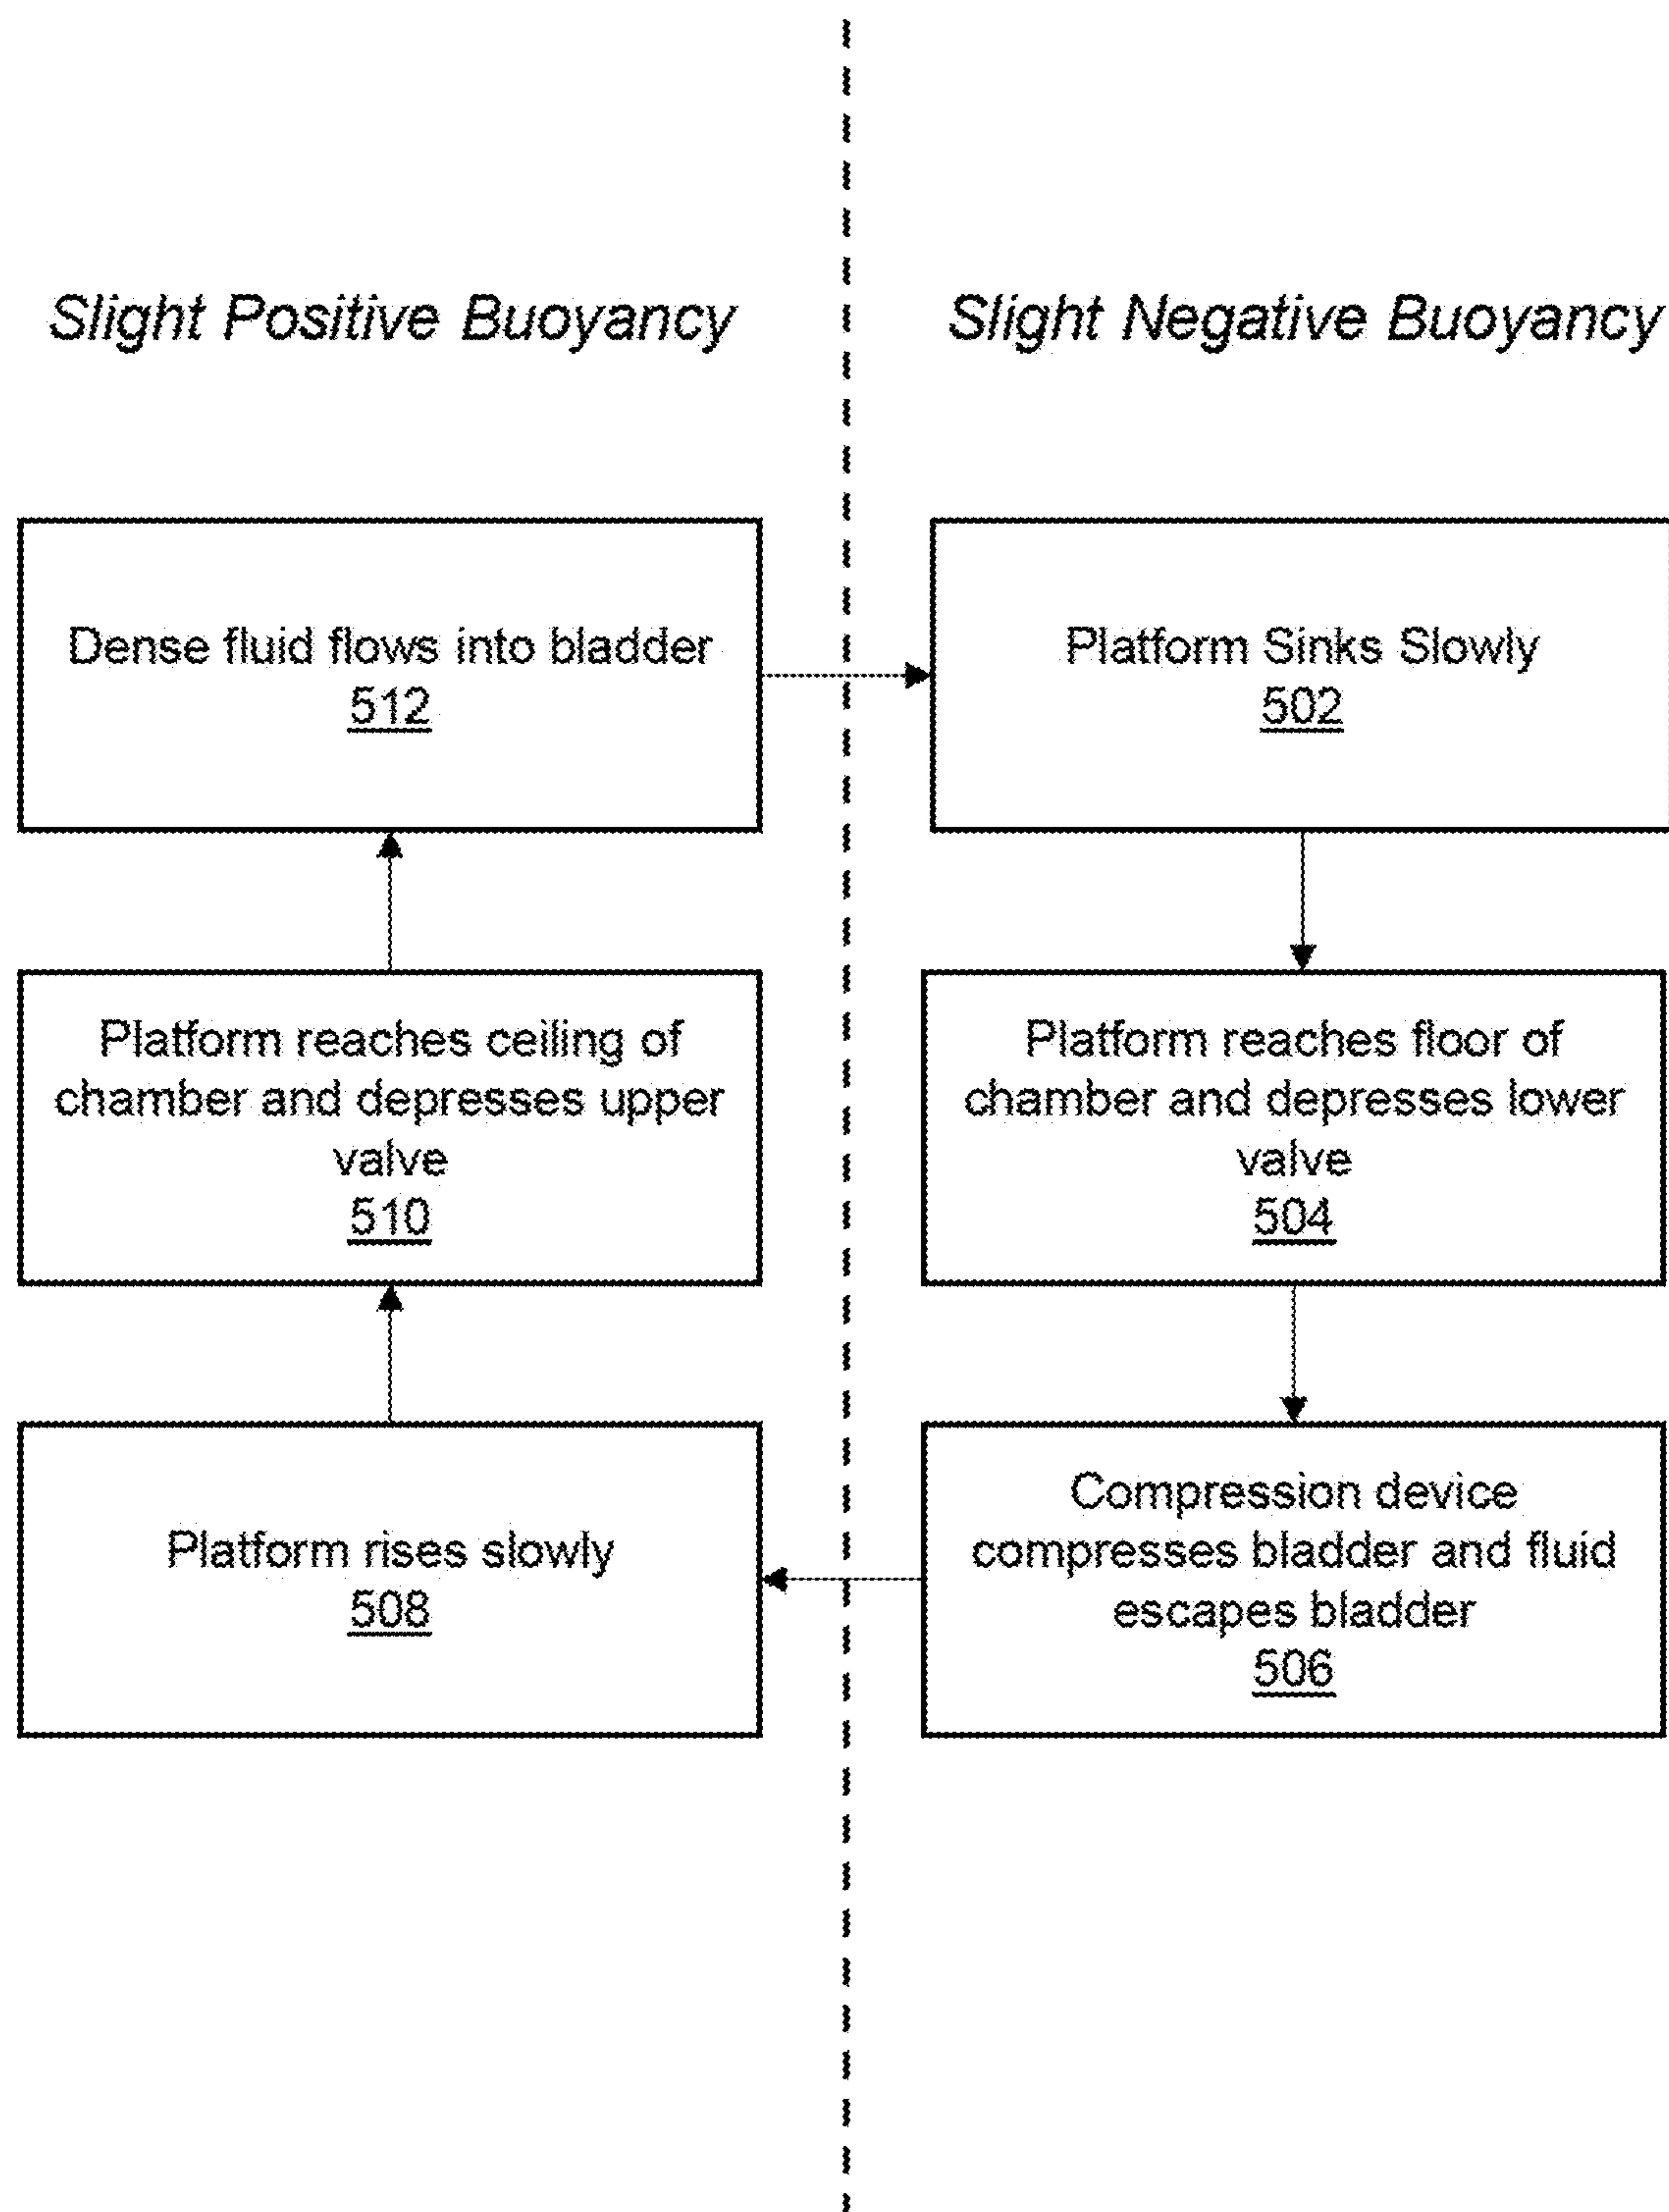 Slight Positive Buoyancy
Slight Negative Buoyancy
Dense fluid flows into bladder
512
Platform Sinks Slowly
502
Platform reaches ceiling of
chamber and depresses upper
valve
510
Platform reaches floor of
chamber and depresses lower
valve
504
Platform rises slowly
508
Compression device
compresses bladder and fluid
escapes bladder
506